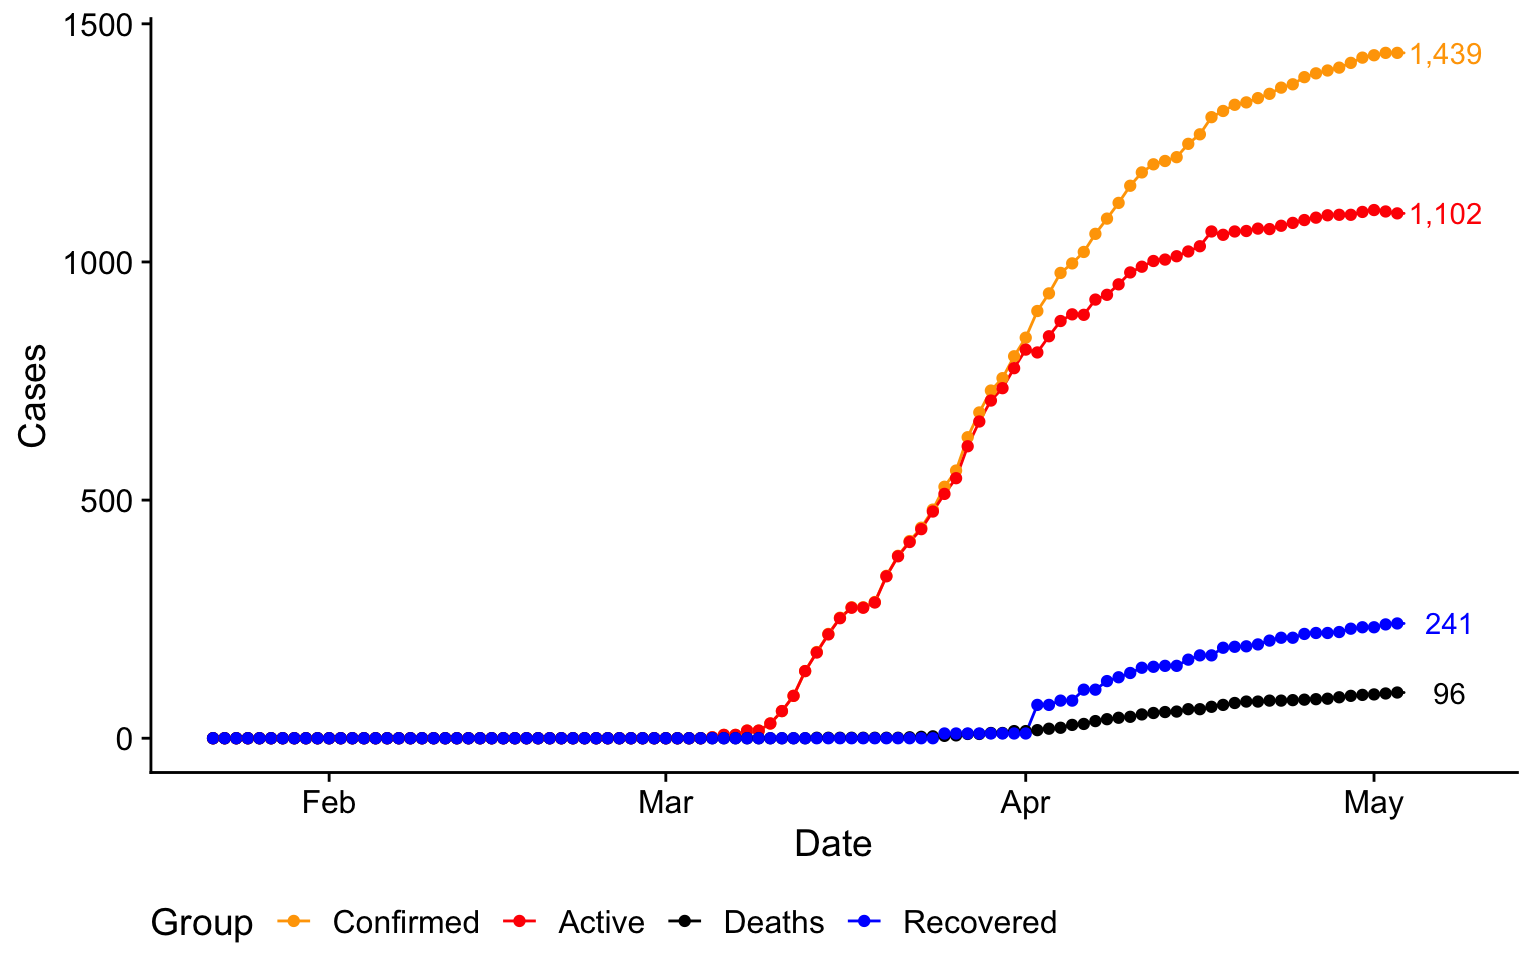 1500
1,439
1,102
1000
Cases
500
241
96
0
Feb Mar Apr May
Date
Group Confirmed Active Deaths Recovered